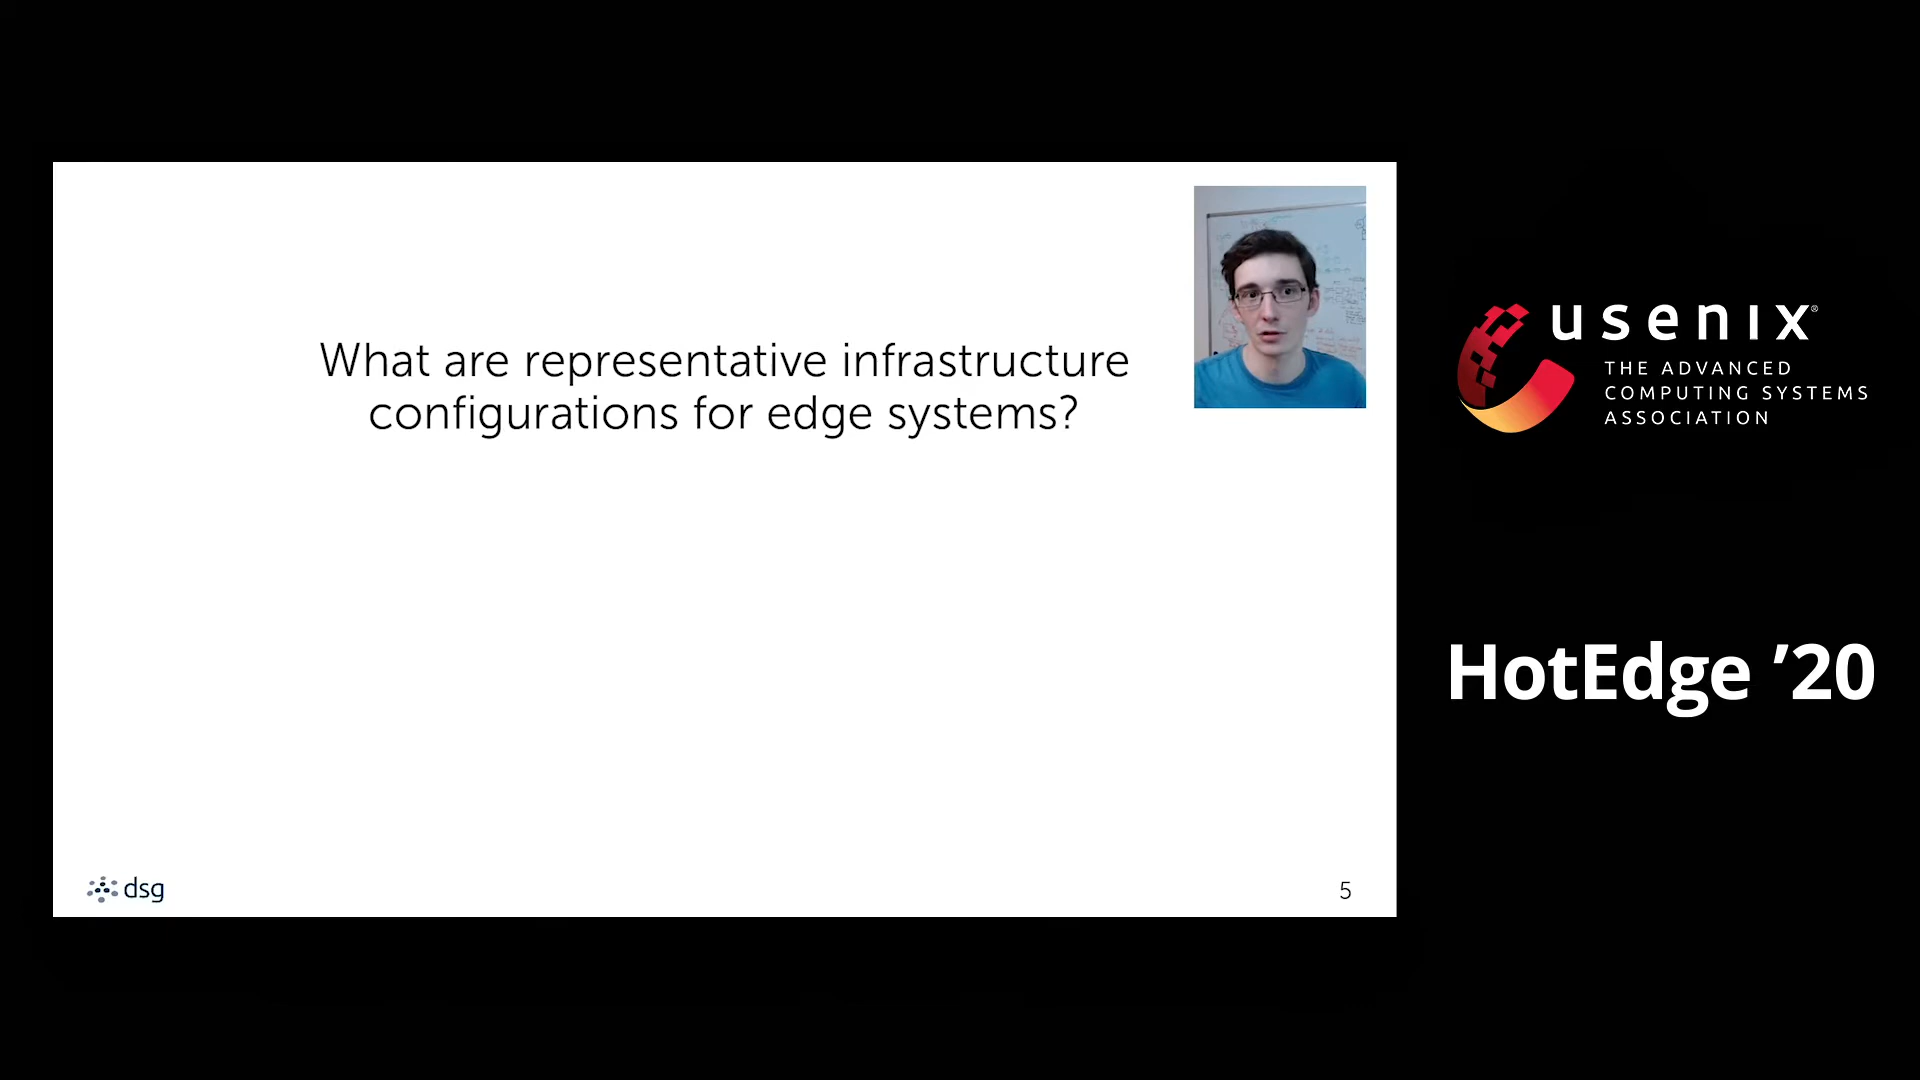 What are representative infrastructure
configurations for edge systems?
dsg
5
usenix®
THE ADVANCED
COMPUTING SYSTEMS
ASSOCIATION
HotEdge ’20